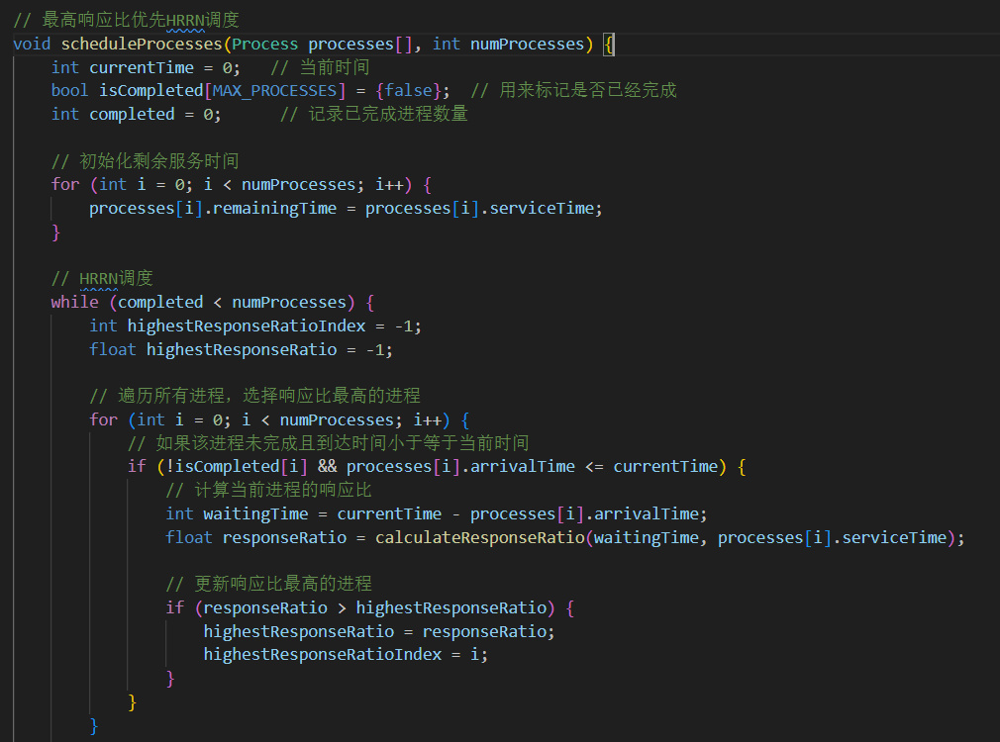 // 最高响应比优先HRRN调度
void scheduleProcesses(Process processes[], int numProcesses) {
    int currentTime = 0;   // 当前时间
    bool isCompleted[MAX_PROCESSES] = {false};  // 用来标记是否已经完成
    int completed = 0;      // 记录已完成进程数量

    // 初始化剩余服务时间
    for (int i = 0; i < numProcesses; i++) {
        processes[i].remainingTime = processes[i].serviceTime;
    }

    // HRRN调度
    while (completed < numProcesses) {
        int highestResponseRatioIndex = -1;
        float highestResponseRatio = -1;

        // 遍历所有进程，选择响应比最高的进程
        for (int i = 0; i < numProcesses; i++) {
            // 如果该进程未完成且到达时间小于等于当前时间
            if (!isCompleted[i] && processes[i].arrivalTime <= currentTime) {
                // 计算当前进程的响应比
                int waitingTime = currentTime - processes[i].arrivalTime;
                float responseRatio = calculateResponseRatio(waitingTime, processes[i].serviceTime);

                // 更新响应比最高的进程
                if (responseRatio > highestResponseRatio) {
                    highestResponseRatio = responseRatio;
                    highestResponseRatioIndex = i;
                }
            }
        }